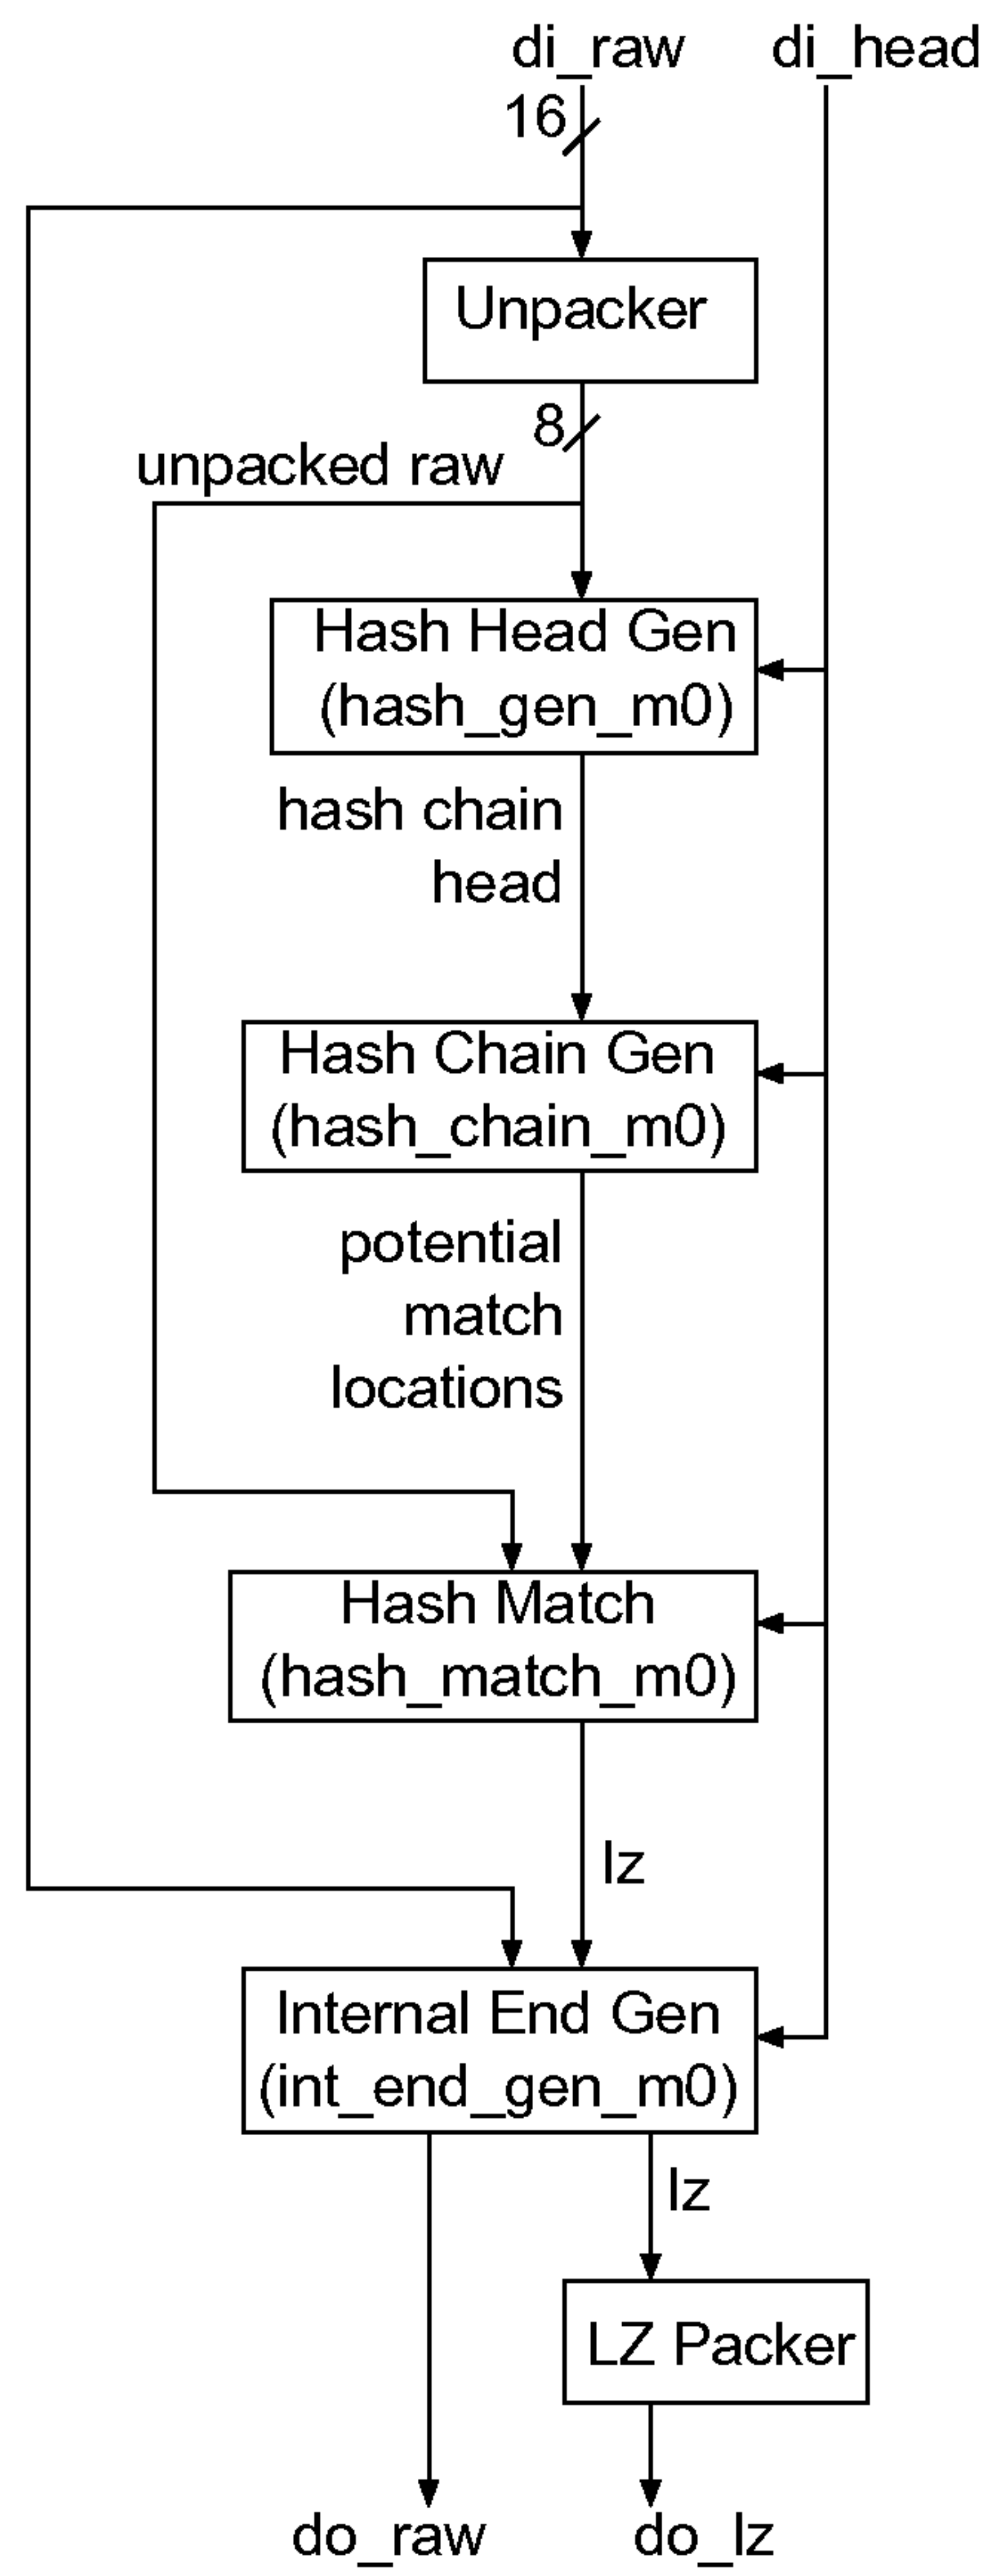 di_raw di_head
16
Unpacker
8
unpacked raw
Hash Head Gen
(hash_gen_m0)
hash chain
head
Hash Chain Gen
(hash_chain_m0)
potential
match
locations
Hash Match
(hash_match_m0)
lz
Internal End Gen
(int_end_gen_m0)
lz
LZ Packer
do_raw do_lz